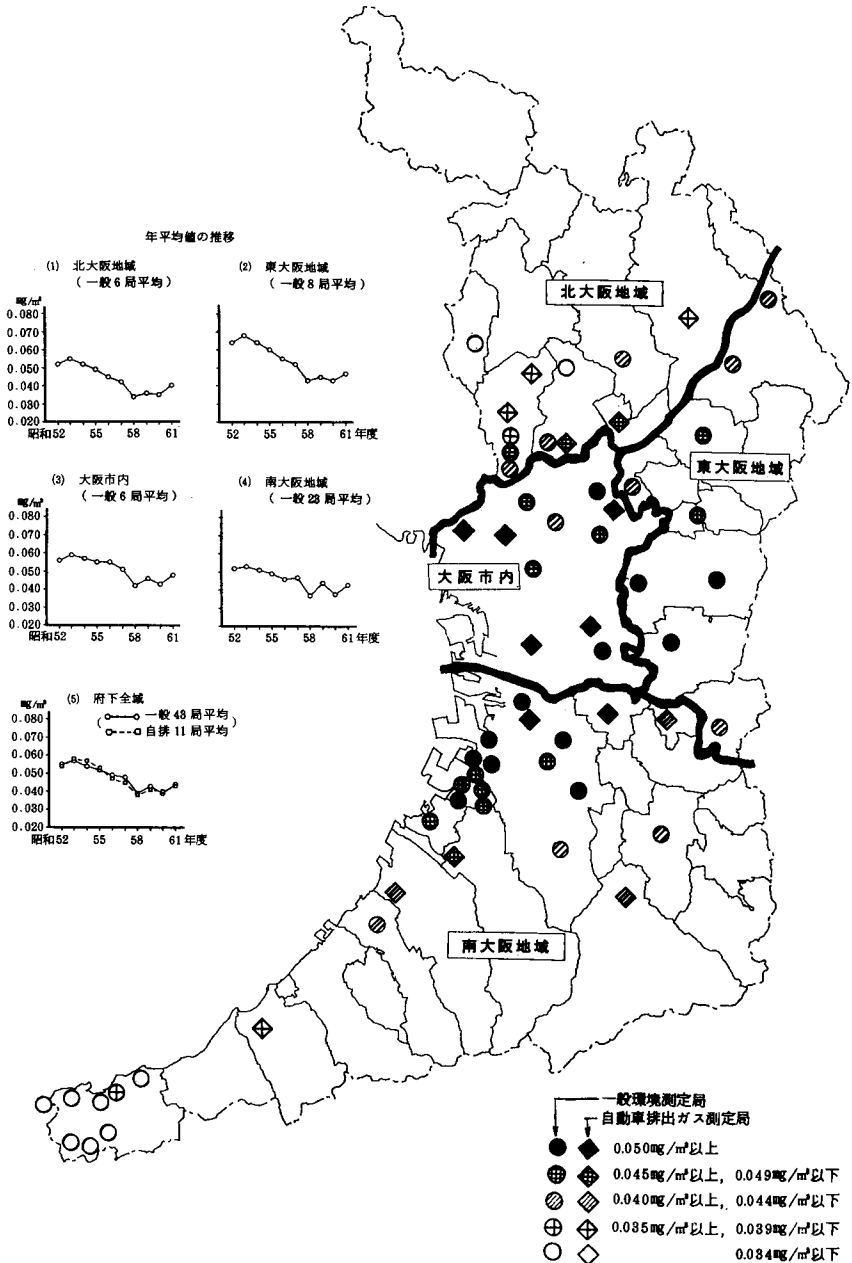 年平均値の推移
(1) 北大阪地域
(一般6局平均)
mg/m³
0.080
0.070
0.060
0.050
0.040
0.030
0.020
昭和52 55 58 61
(2) 東大阪地域
(一般8局平均)
52 55 58 61 年度
(3) 大阪市内
(一般6局平均)
0.080
0.070
0.060
0.050
0.040
0.030
0.020
昭和52 55 58 61
(4) 南大阪地域
(一般23局平均)
52 55 58 61 年度
(5) 府下全域
mg/m³
一般43局平均
自排11局平均
0.080
0.070
0.060
0.050
0.040
0.030
0.020
昭和52 55 58 61 年度
北大阪地域
東大阪地域
大阪市内
南大阪地域
一般環境測定局
自動車排出ガス測定局
0.050mg/m³以上
0.045mg/m³以上, 0.049mg/m³以下
0.040mg/m³以上, 0.044mg/m³以下
0.035mg/m³以上, 0.039mg/m³以下
0.034mg/m³以下